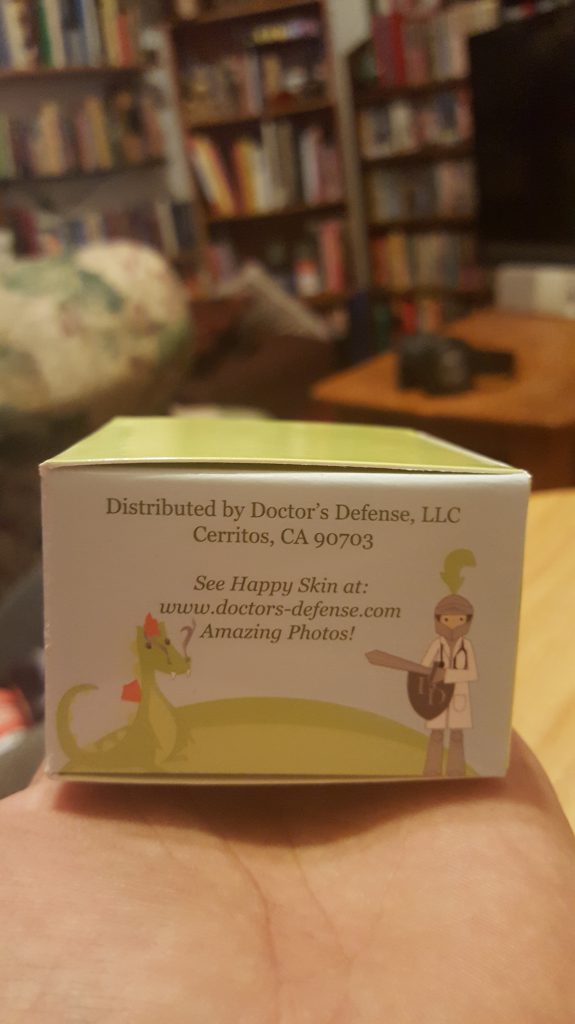 Distributed by Doctor's Defense, LLC
Cerritos, CA 90703
See Happy Skin at:
www.doctors-defense.com
Amazing Photos!